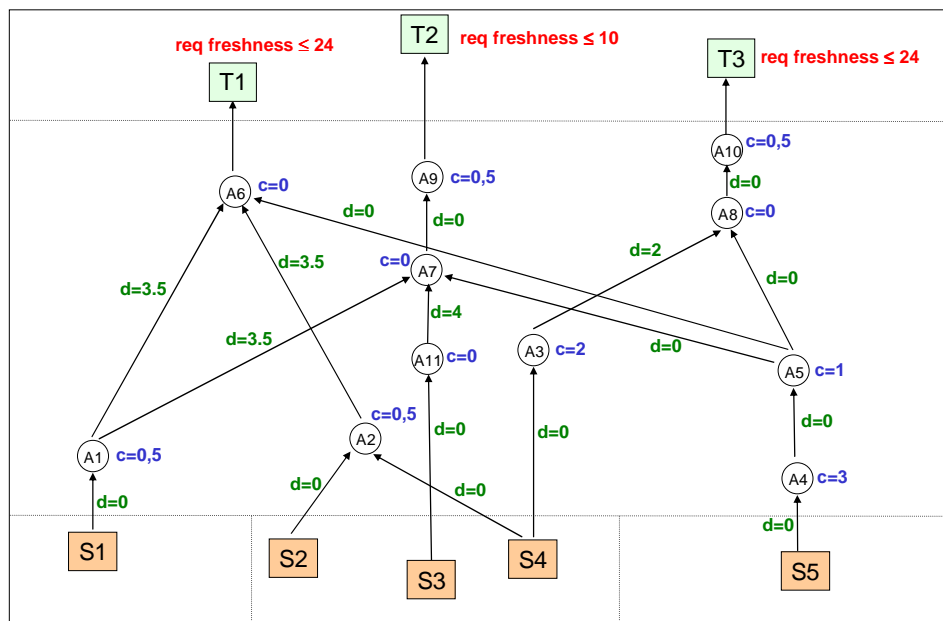 T2
req freshness ≤ 10
req freshness ≤ 24
T1
T3
req freshness ≤ 24
A10
c=0,5
A9
c=0,5
d=0
A6
c=0
d=0
d=0
A8
c=0
d=3.5
c=0
A7
d=2
d=0
d=3.5
d=4
d=3.5
A11
c=0
A3
c=2
d=0
A5
c=1
c=0,5
A2
d=0
d=0
A1
c=0,5
d=0
d=0
d=0
A4
c=3
d=0
d=0
S1
S2
S3
S4
S5